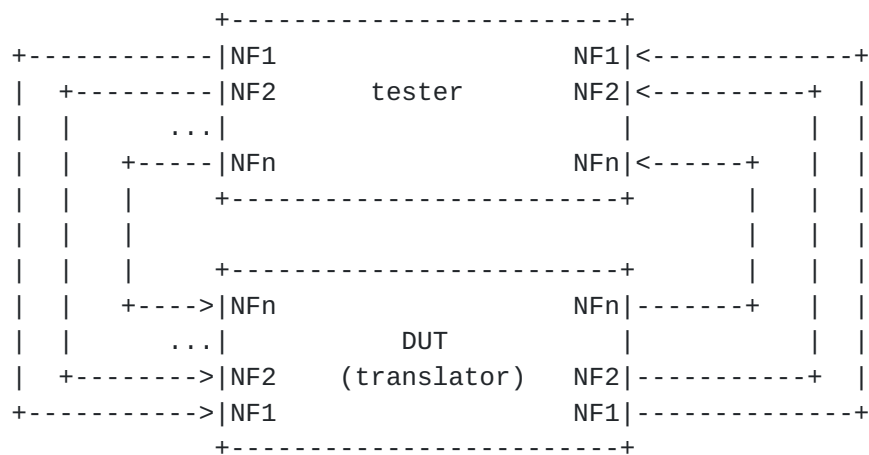 NF1 NF1
NF2 tester NF2
...
NFn NFn
NFn NFn
... DUT
NF2 (translator) NF2
NF1 NF1